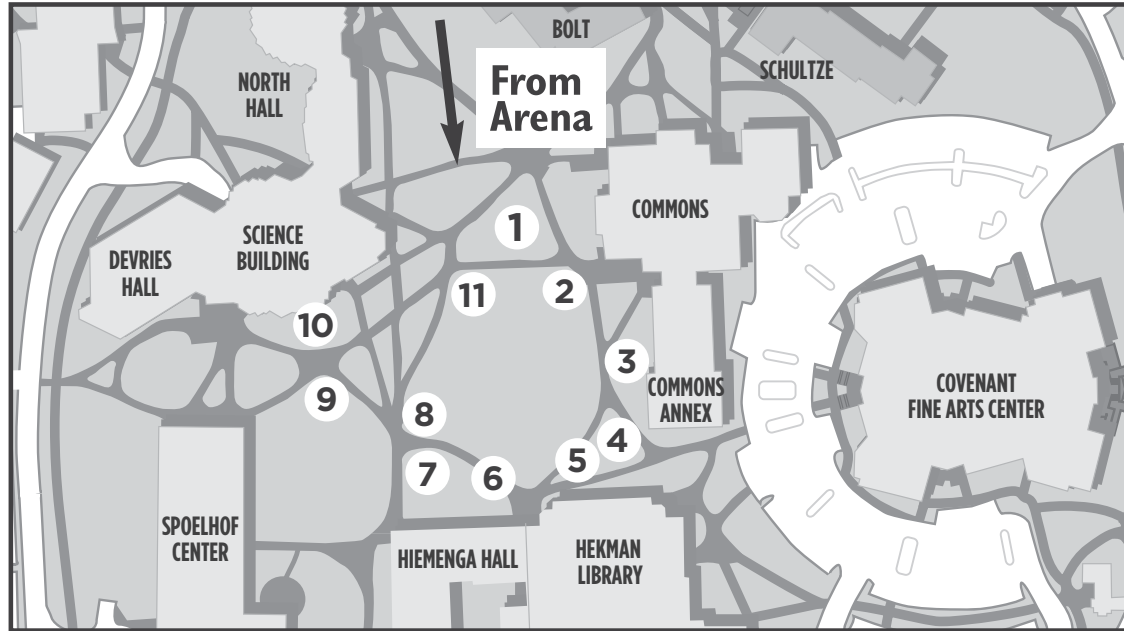 BOLT
From
Arena
SCHULTZE
NORTH
HALL
1
COMMONS
SCIENCE
BUILDING
DEVRIES
HALL
11
2
10
3
COMMONS
ANNEX
COVENANT
FINE ARTS CENTER
9
8
4
5
7
6
SPOELHOF
CENTER
HIEMENGA HALL
HEKMAN
LIBRARY